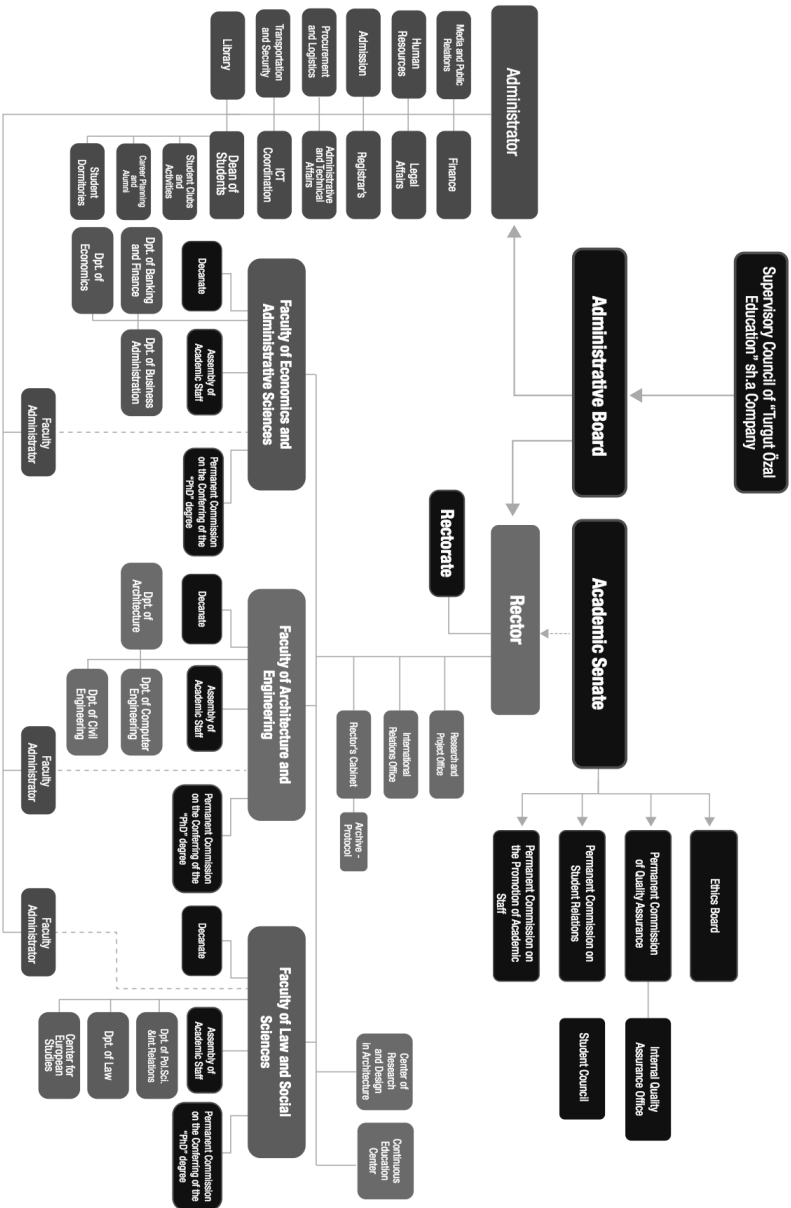 Supervisory Council of "Turgut Özal
Education" sh.a Company
Administrative Board
Academic Senate
Ethics Board
Permanent Commission
of Quality Assurance
Internal Quality
Assurance Office
Permanent Commission on
Student Relations
Student Council
Permanent Commission on
the Promotion of Academic
Staff
Administrator
Rector
Rectorate
Media and Public
Relations
Finance
Human
Resources
Legal
Affairs
Admission
Registrar's
Procurement
and Logistics
Administrative
and Technical
Affairs
Transportation
and Security
ICT
Coordination
Library
Dean of
Students
Student Clubs
and
Activities
Career Planning
and
Alumni
Student
Dormitories
Research and
Project Office
International
Relations Office
Rector's Cabinet
Archive -
Protocol
Center of
Research
and Design
in Architecture
Continuous
Education
Center
Faculty of Economics and
Administrative Sciences
Decanate
Assembly of
Academic Staff
Permanent Commission
on the Conferring of the
"PhD" degree
Dpt. of Banking
and Finance
Dpt. of Business
Administration
Dpt. of
Economics
Faculty
Administrator
Faculty of Architecture and
Engineering
Decanate
Assembly of
Academic Staff
Permanent Commission
on the Conferring of the
"PhD" degree
Dpt. of
Architecture
Dpt. of Computer
Engineering
Dpt. of Civil
Engineering
Faculty
Administrator
Faculty of Law and Social
Sciences
Decanate
Assembly of
Academic Staff
Permanent Commission
on the Conferring of the
"PhD" degree
Dpt. of Pol.Sci.
&Int.Relations
Dpt. of Law
Center for
European
Studies
Faculty
Administrator